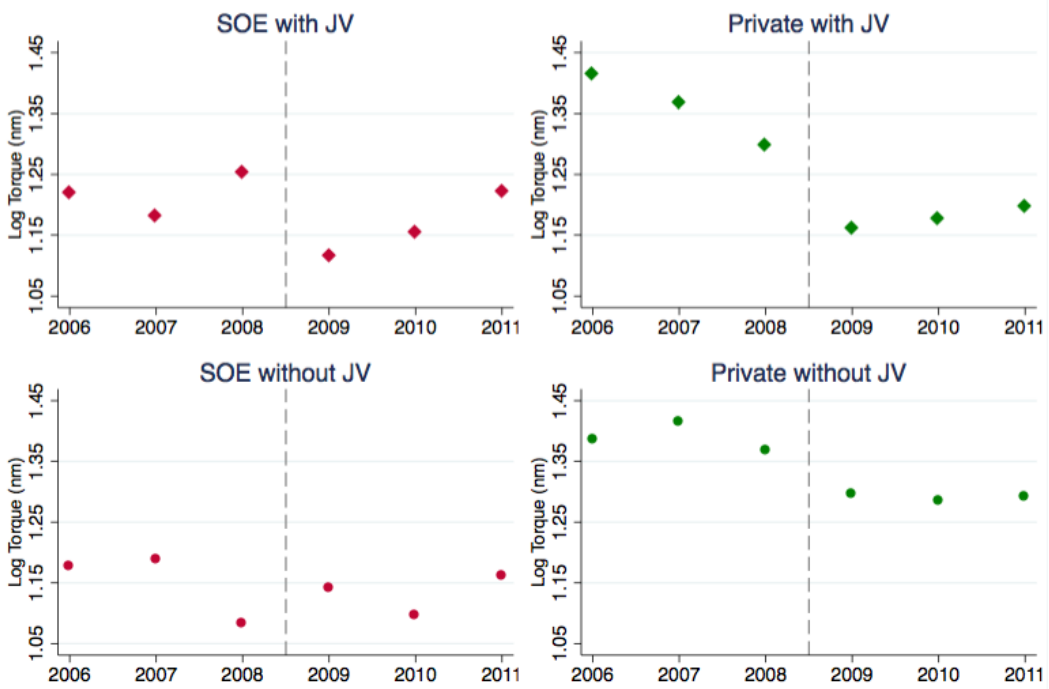 SOE with JV
Log Torque (nm)
1.45
1.35
1.25
1.15
1.05
2006 2007 2008 2009 2010 2011
Private with JV
Log Torque (nm)
1.45
1.35
1.25
1.15
1.05
2006 2007 2008 2009 2010 2011
SOE without JV
Log Torque (nm)
1.45
1.35
1.25
1.15
1.05
2006 2007 2008 2009 2010 2011
Private without JV
Log Torque (nm)
1.45
1.35
1.25
1.15
1.05
2006 2007 2008 2009 2010 2011